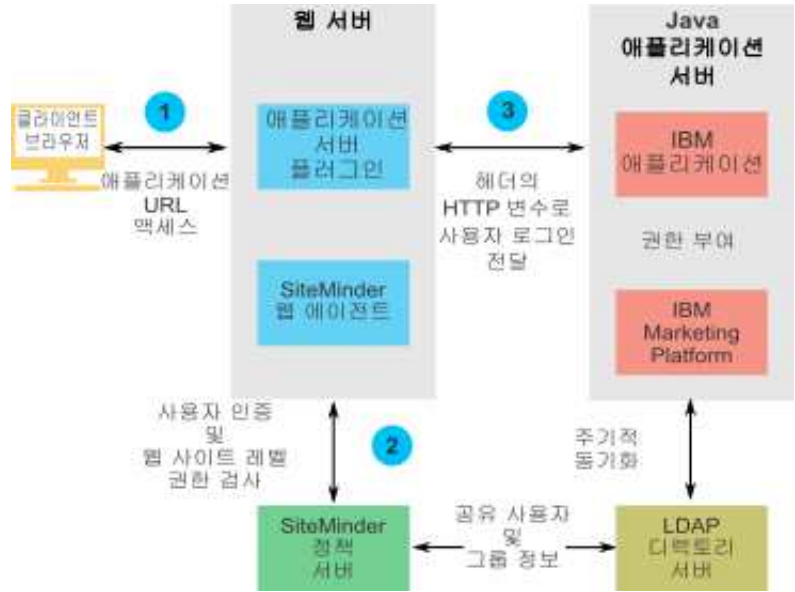 웹 서버
Java
애플리케이션
서버
클라이언트
브라우저
1
애플리케이션
URL
액세스
애플리케이션
서버
플러그인
3
헤더의
HTTP 변수로
사용자 로그인
전달
IBM
애플리케이션
권한 부여
SiteMinder
웹 에이전트
IBM
Marketing
Platform
사용자 인증
및
웹 사이트 레벨
권한 검사
2
주기적
동기화
SiteMinder
정책
서버
공유 사용자
및
그룹 정보
LDAP
디렉토리
서버